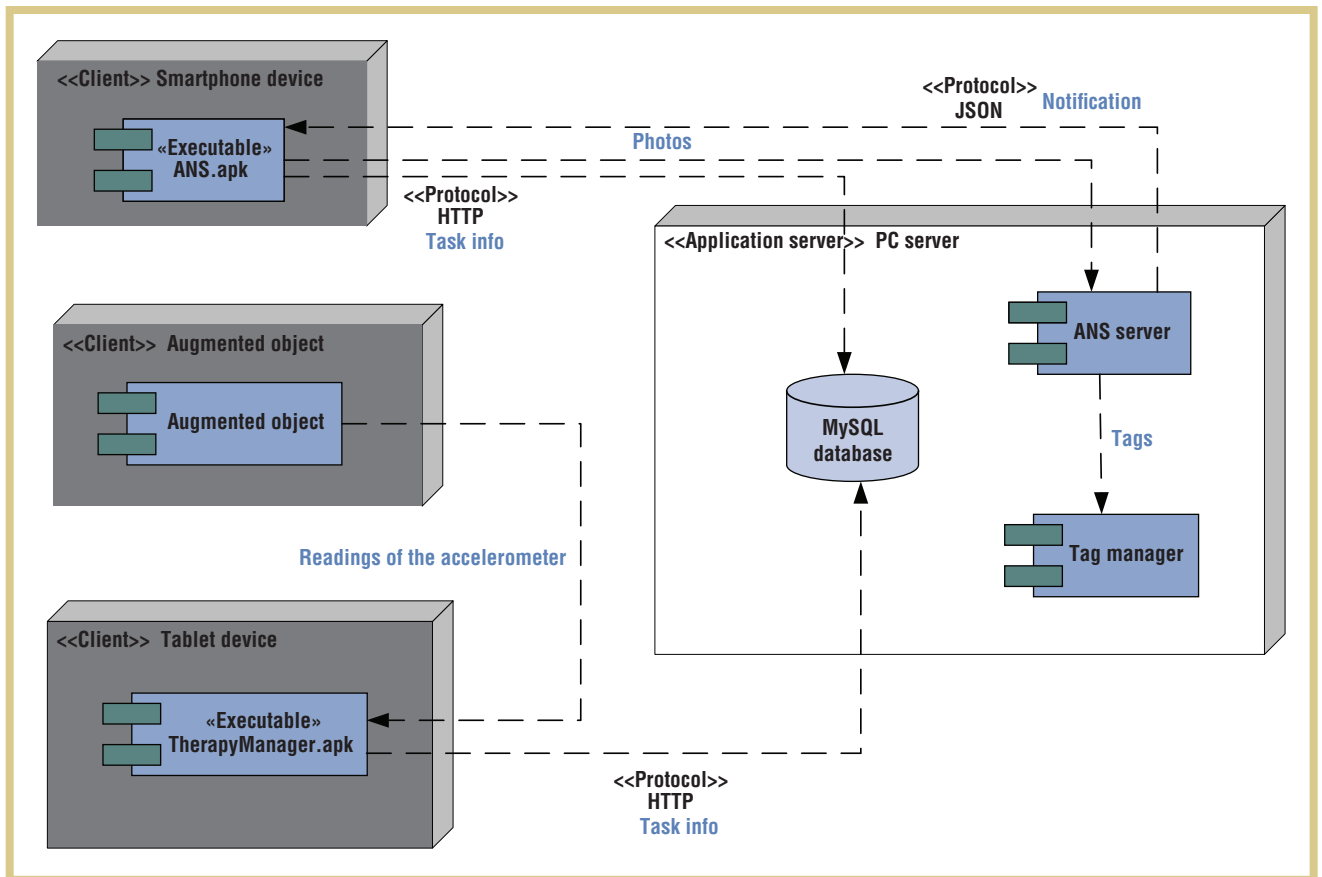 <<Client>> Smartphone device
«Executable»
ANS.apk
<<Protocol>>
JSON
Notification
Photos
<<Protocol>>
HTTP
Task info
<<Application server>> PC server
ANS server
Tags
Tag manager
MySQL
database
<<Client>> Augmented object
Augmented object
Readings of the accelerometer
<<Client>> Tablet device
«Executable»
TherapyManager.apk
<<Protocol>>
HTTP
Task info